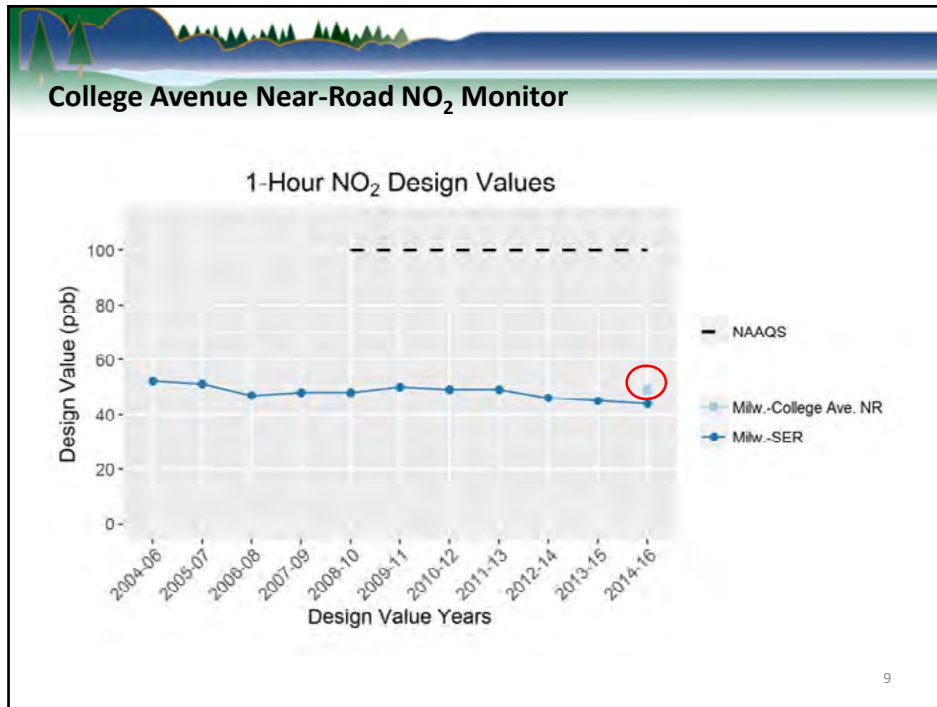 College Avenue Near-Road NO₂ Monitor
1-Hour NO₂ Design Values
Design Value (ppb)
100
80
60
40
20
0
NAAQS
Milw.-College Ave. NR
Milw.-SER
2004-06
2005-07
2006-08
2007-09
2008-10
2009-11
2010-12
2011-13
2012-14
2013-15
2014-16
Design Value Years
9